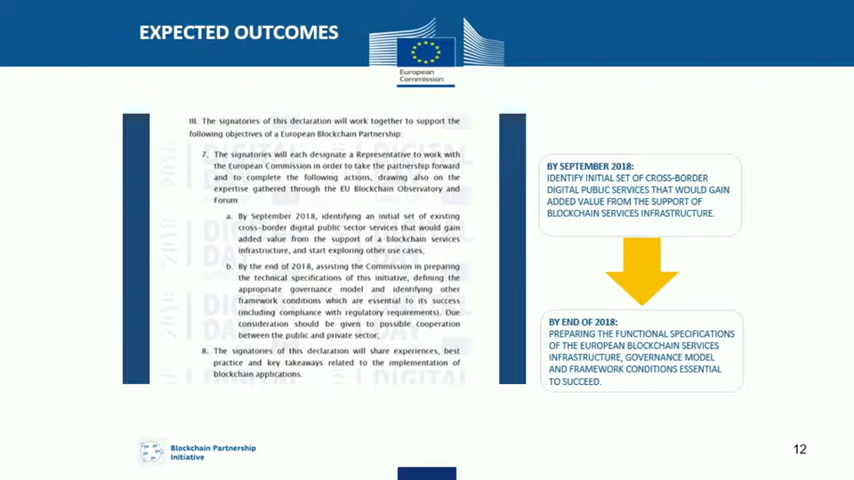 EXPECTED OUTCOMES
European
Commission
III. The signatories of this declaration will work together to support the
following objectives of a European Blockchain Partnership:
7. The signatories will each designate a Representative to work with
the European Commission in order to take the partnership forward
and to complete the following actions, drawing also on the
expertise gathered through the EU Blockchain Observatory and
Forum:
a. By September 2018, identifying an initial set of existing
cross-border digital public sector services that would gain
added value from the support of a blockchain services
infrastructure, and start exploring other use cases,
b. By the end of 2018, assisting the Commission in preparing
the technical specifications of this initiative, defining the
appropriate governance model and identifying other
framework conditions which are essential to its success
(including compliance with regulatory requirements). Due
consideration should be given to possible cooperation
between the public and private sector;
8. The signatories of this declaration will share experiences, best
practice and key takeaways related to the implementation of
blockchain applications.
BY SEPTEMBER 2018:
IDENTIFY INITIAL SET OF CROSS-BORDER
DIGITAL PUBLIC SERVICES THAT WOULD GAIN
ADDED VALUE FROM THE SUPPORT OF
BLOCKCHAIN SERVICES INFRASTRUCTURE.
BY END OF 2018:
PREPARING THE FUNCTIONAL SPECIFICATIONS
OF THE EUROPEAN BLOCKCHAIN SERVICES
INFRASTRUCTURE, GOVERNANCE MODEL
AND FRAMEWORK CONDITIONS ESSENTIAL
TO SUCCEED.
Blockchain Partnership
Initiative
12